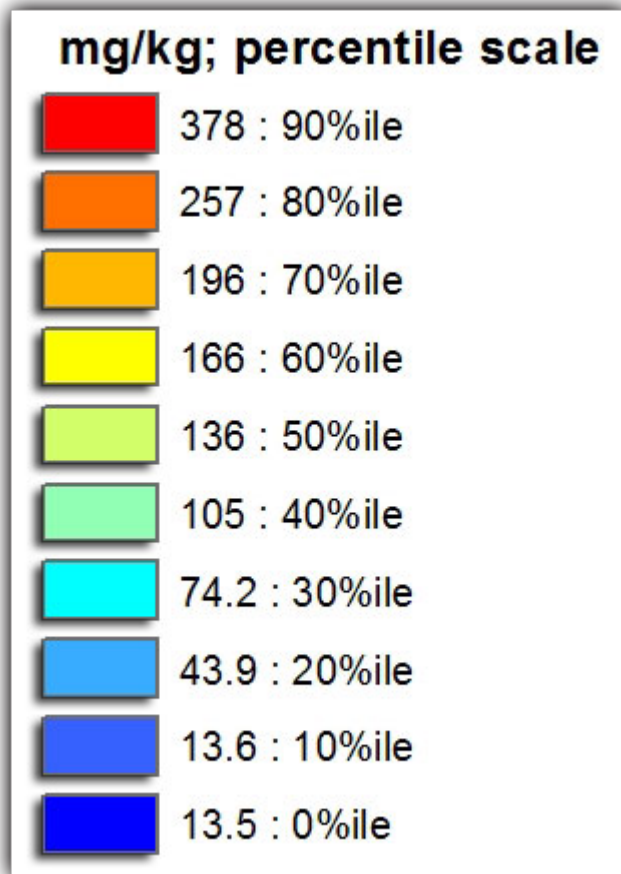 mg/kg; percentile scale
378 : 90%ile
257 : 80%ile
196 : 70%ile
166 : 60%ile
136 : 50%ile
105 : 40%ile
74.2 : 30%ile
43.9 : 20%ile
13.6 : 10%ile
13.5 : 0%ile